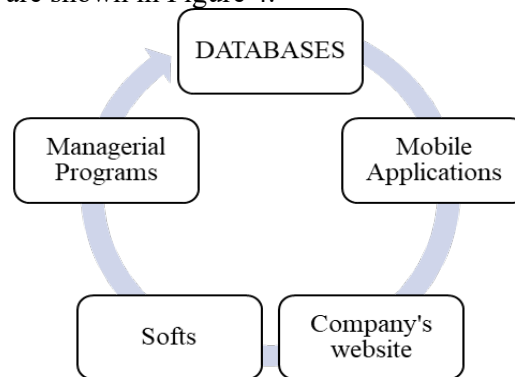 are shown in Figure 4.
DATABASES
Mobile
Applications
Company's
website
Softs
Managerial
Programs